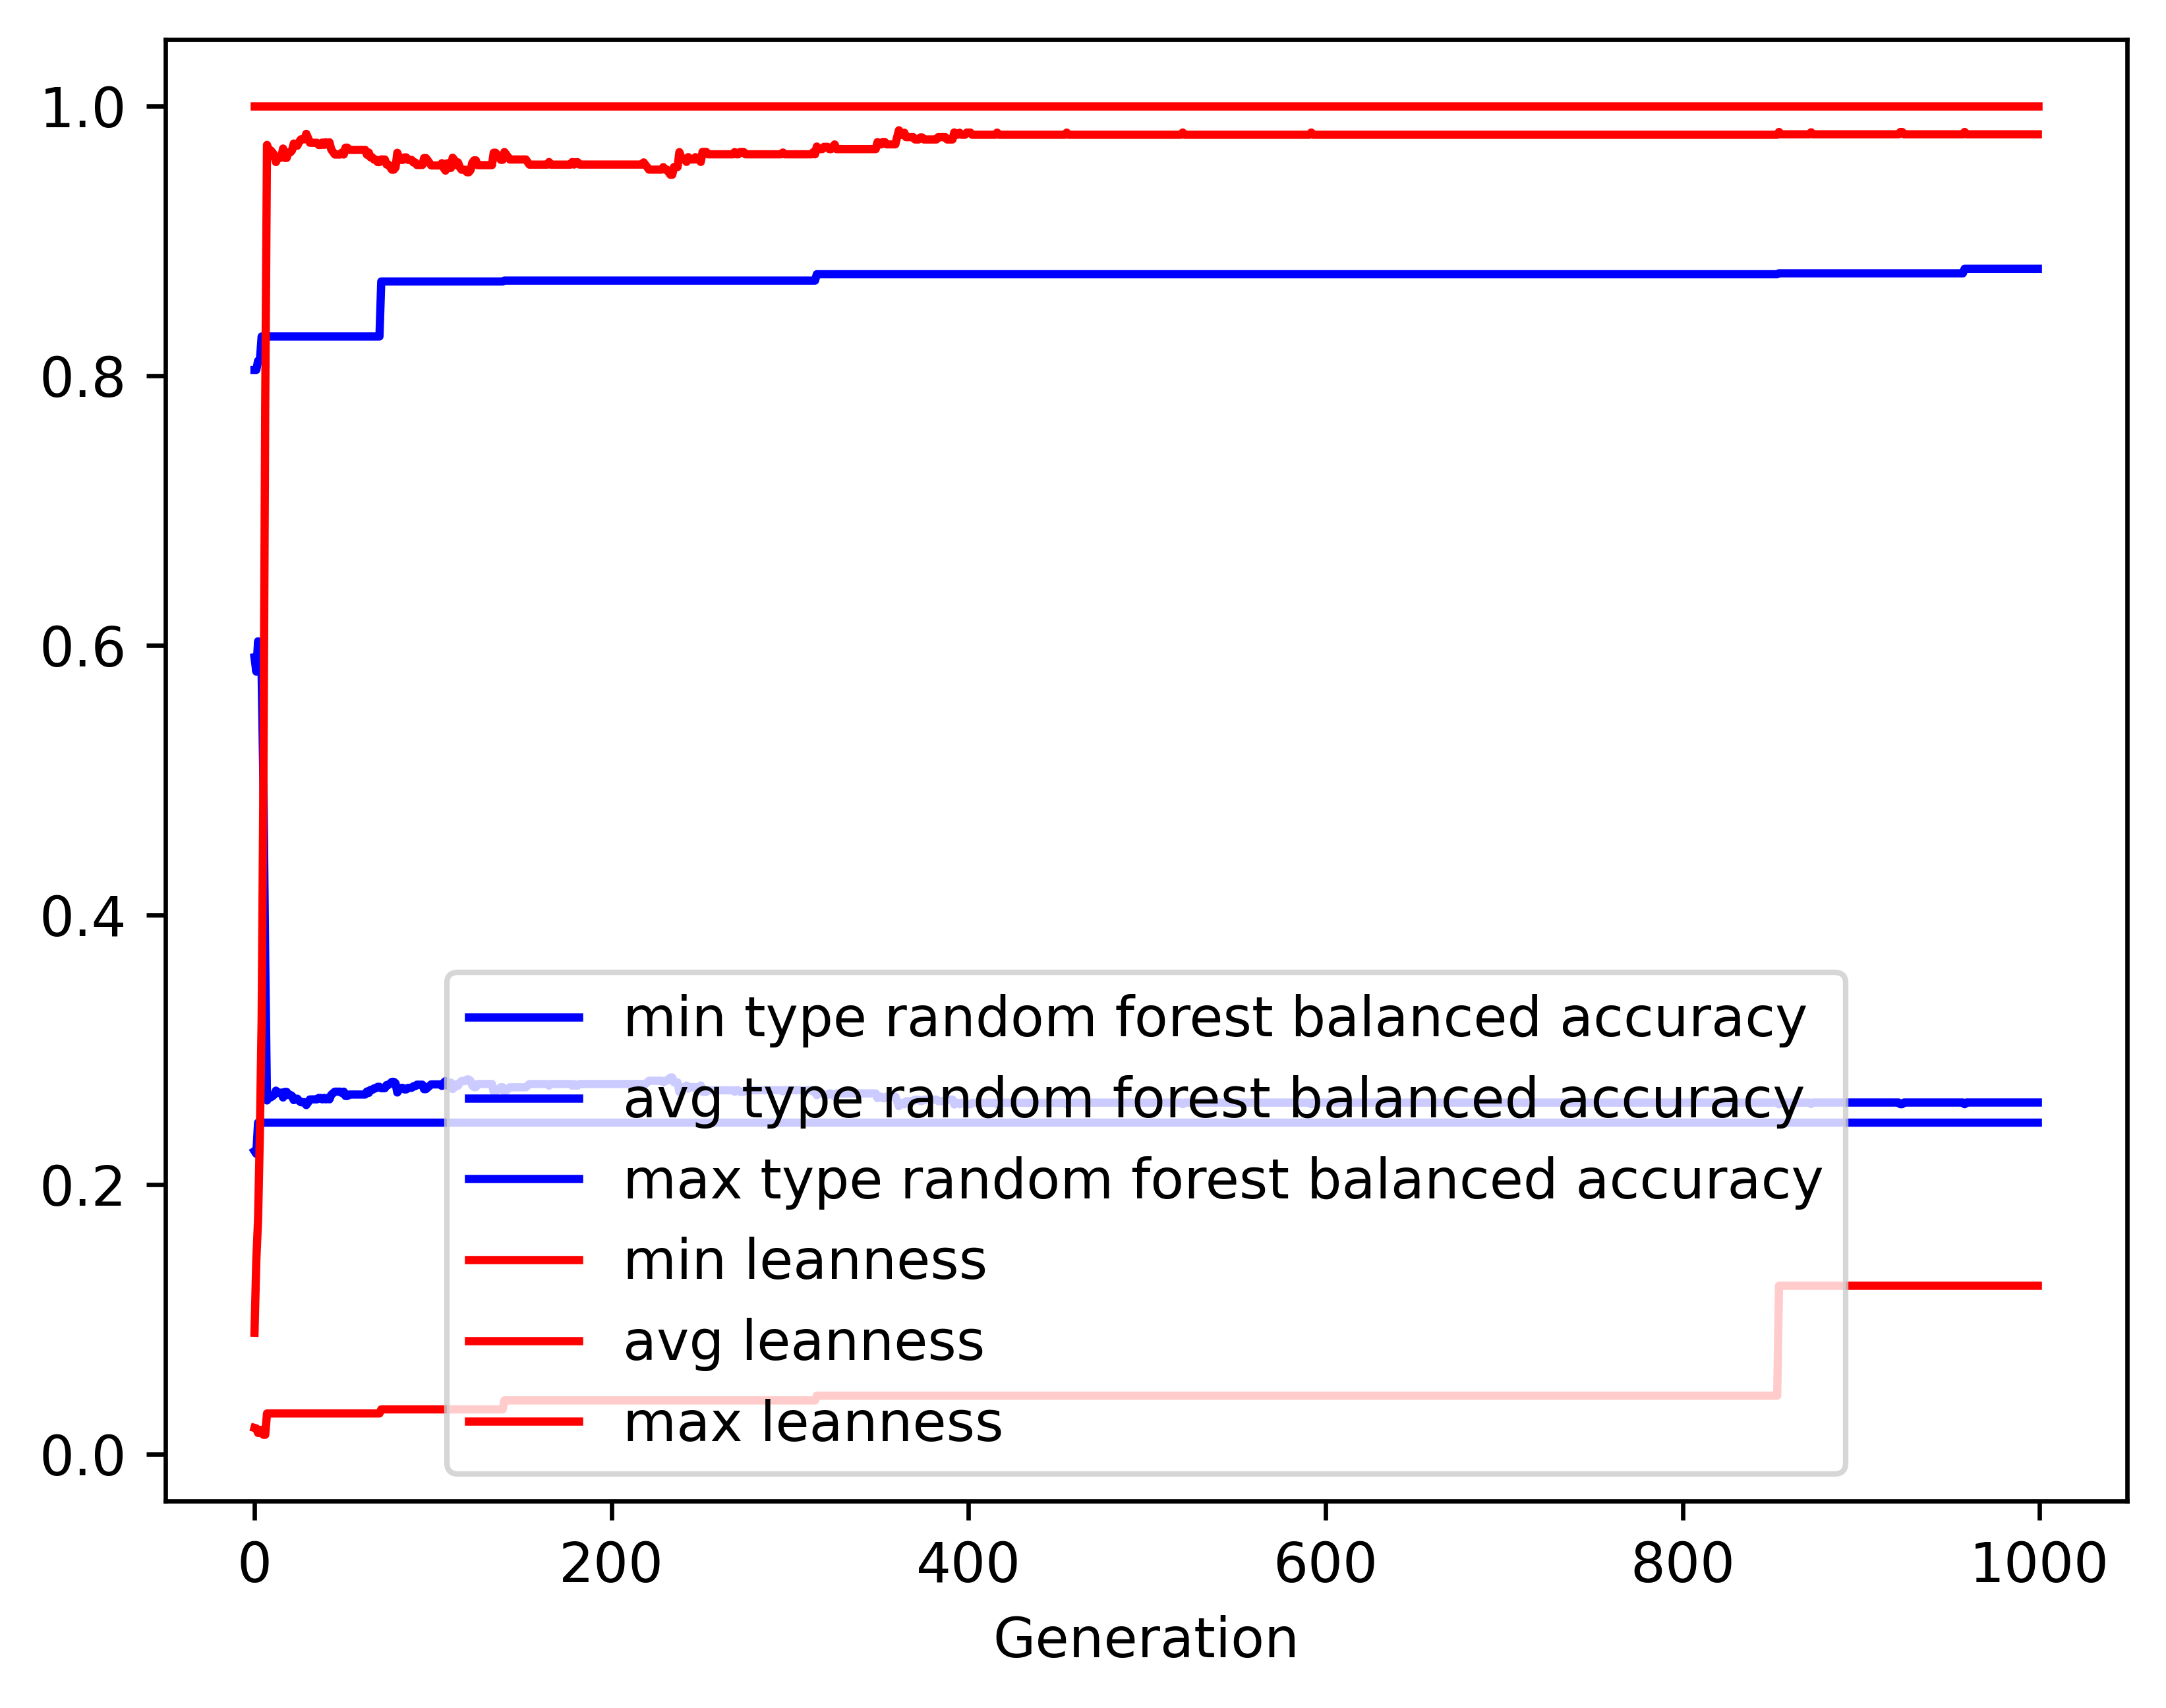 1.0
0.8
0.6
0.4
0.2
0.0
min type random forest balanced accuracy
avg type random forest balanced accuracy
max type random forest balanced accuracy
min leanness
avg leanness
max leanness
0 200 400 600 800 1000
Generation